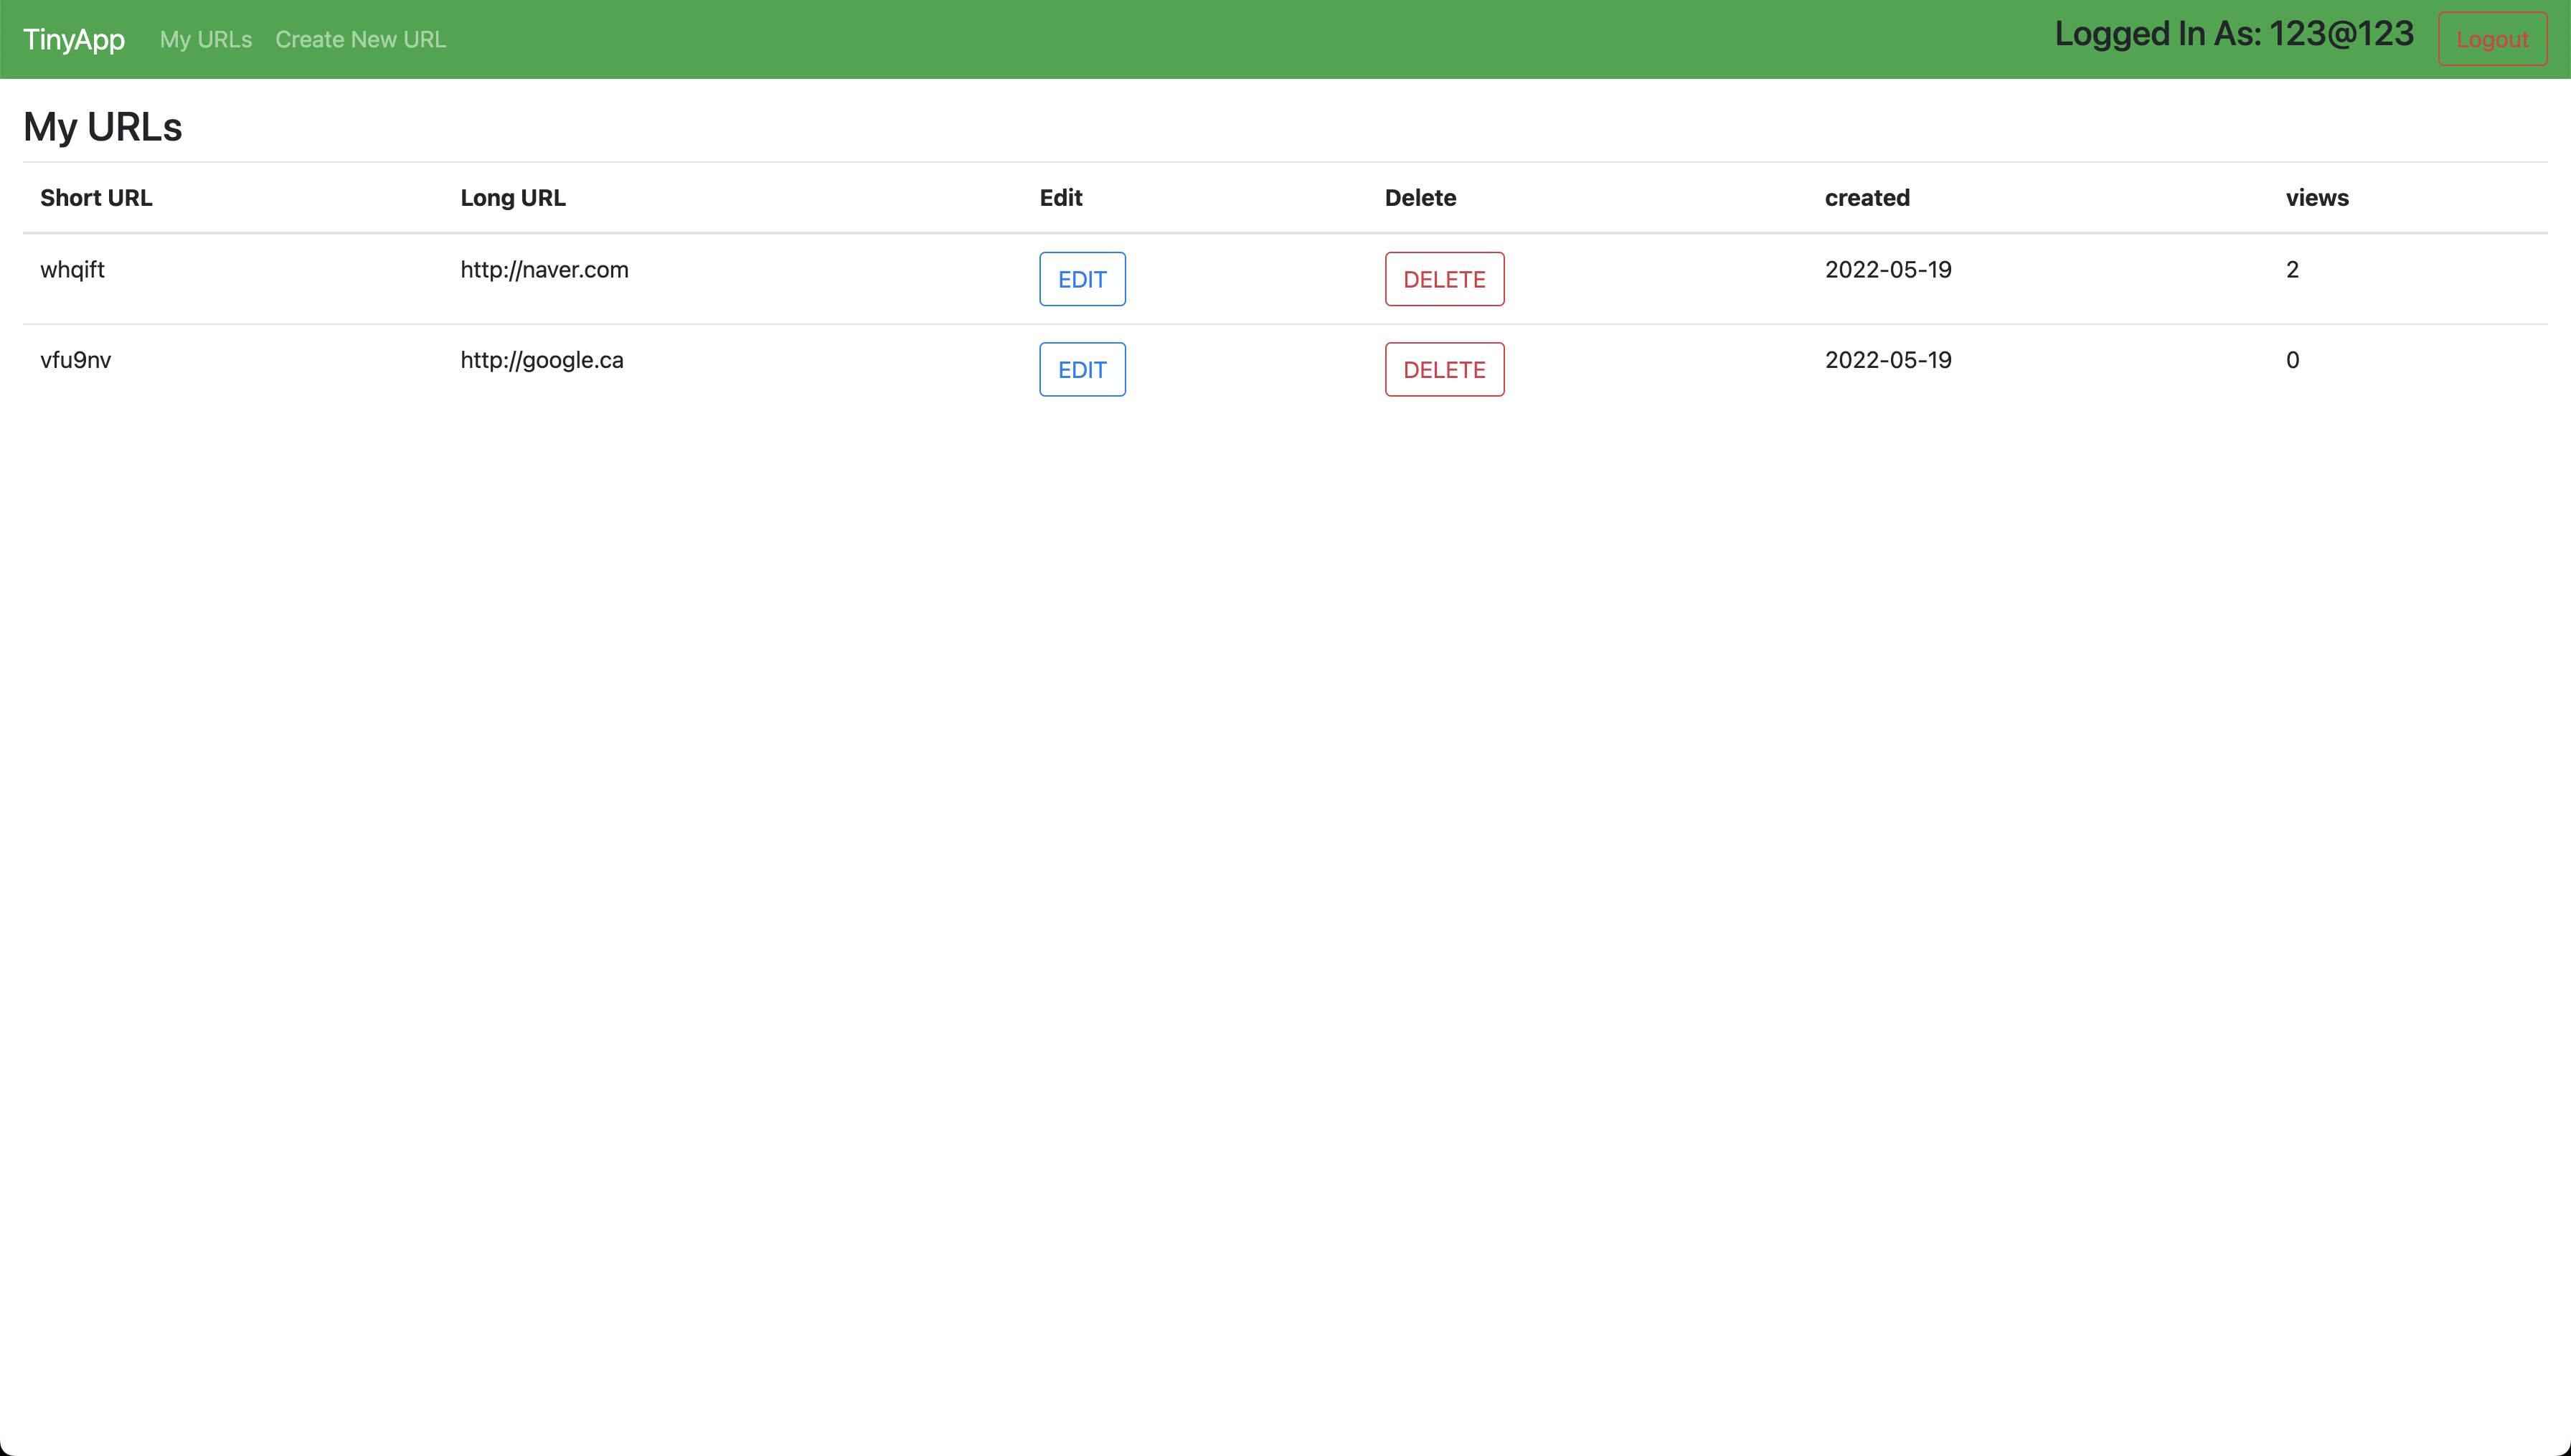 TinyApp My URLs Create New URL Logged In As: 123@123 Logout
My URLs
Short URL Long URL Edit Delete created views
whqift http://naver.com EDIT DELETE 2022-05-19 2
vfu9nv http://google.ca EDIT DELETE 2022-05-19 0